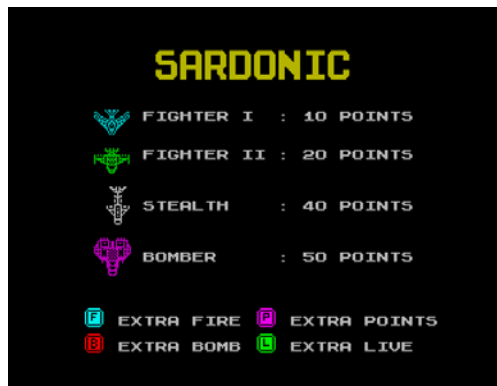 SARDONIC
FIGHTER I : 10 POINTS
FIGHTER II : 20 POINTS
STEALTH : 40 POINTS
BOMBER : 50 POINTS
F EXTRA FIRE P EXTRA POINTS
B EXTRA BOMB L EXTRA LIVE